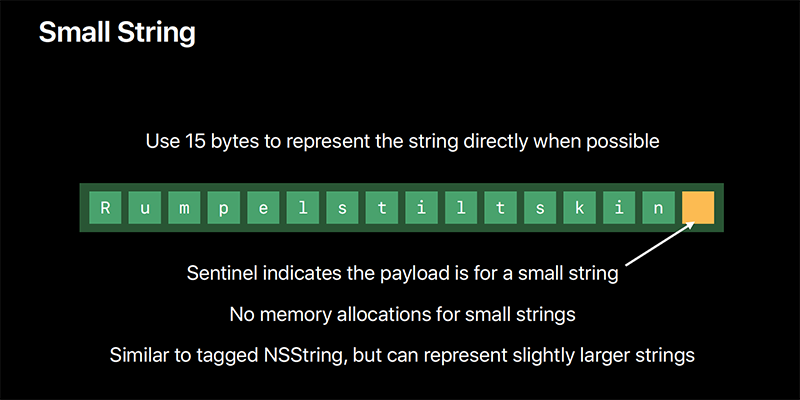 Small String
Use 15 bytes to represent the string directly when possible
R u m p e l s t i l t s k i n
Sentinel indicates the payload is for a small string
No memory allocations for small strings
Similar to tagged NSString, but can represent slightly larger strings